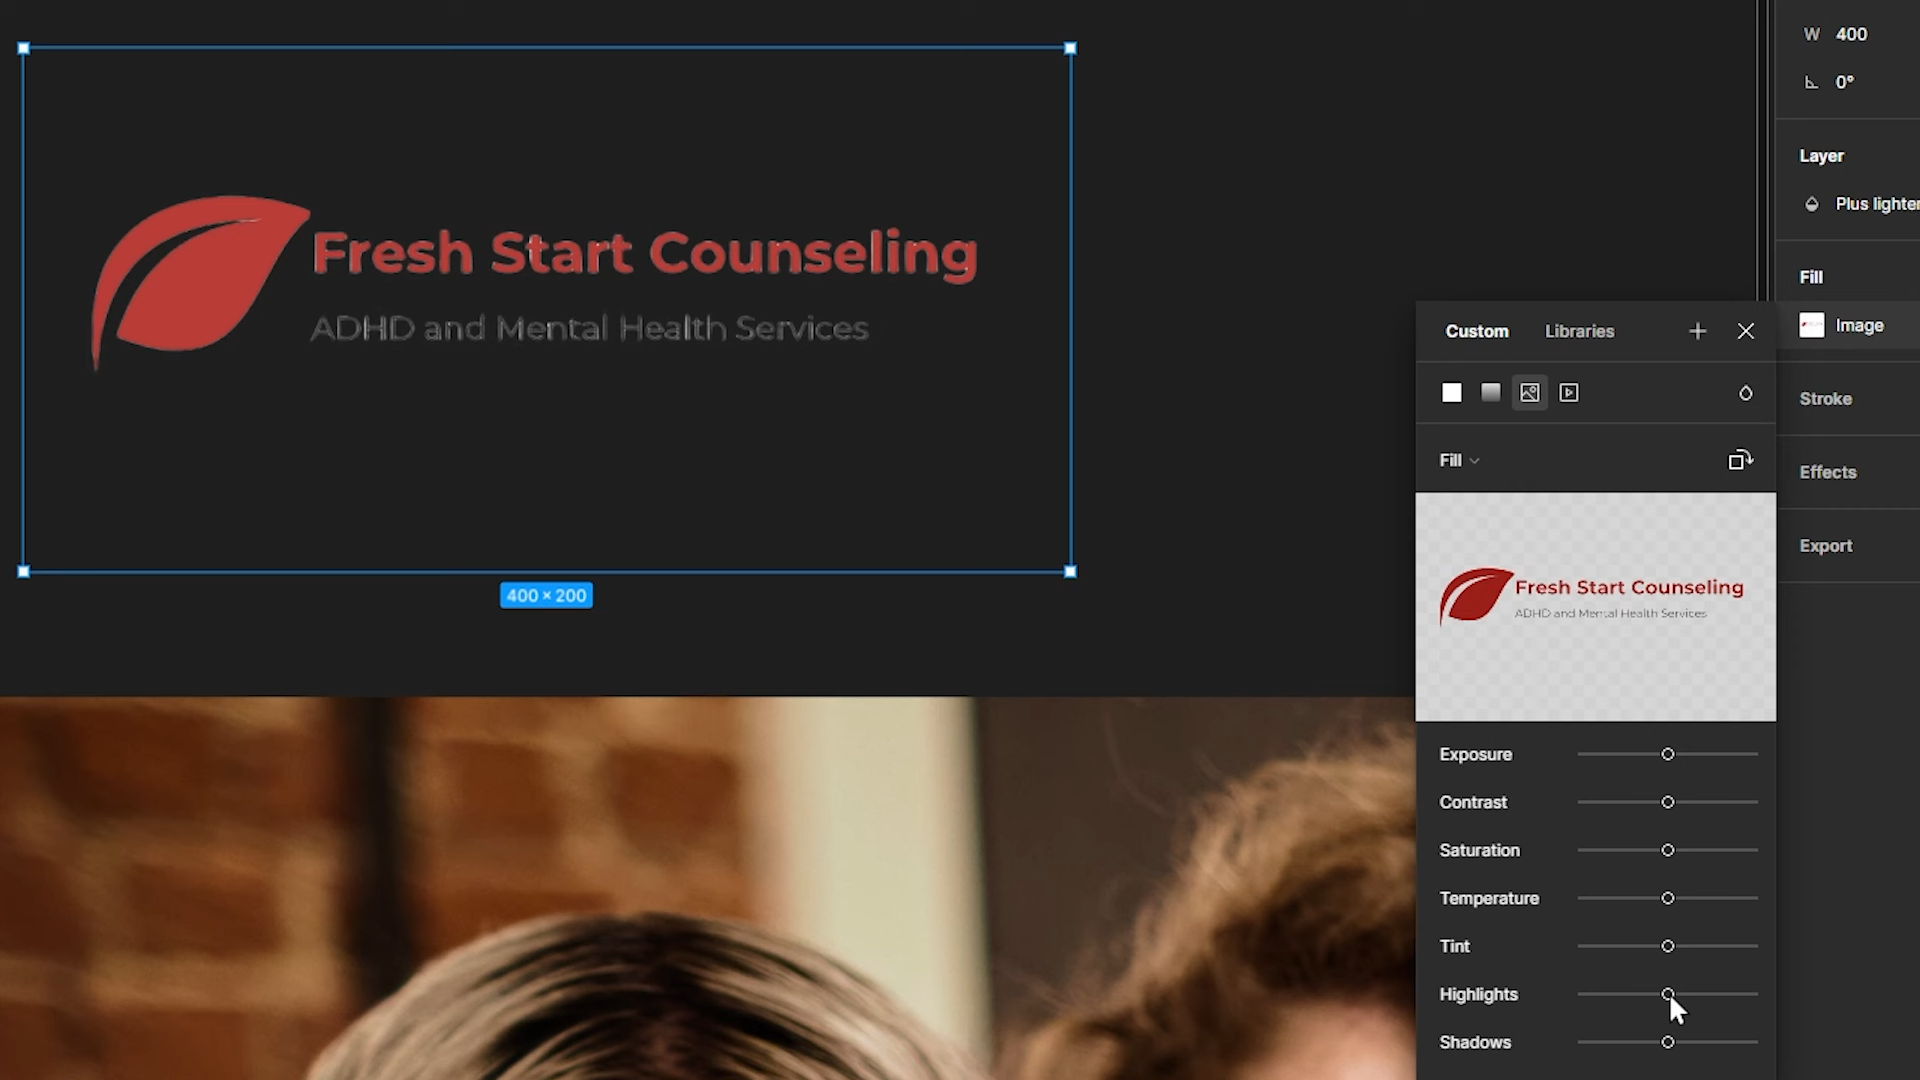 W 400
0°
Layer
Plus lighter
Fill
Image
Stroke
Effects
Export
Fresh Start Counseling
ADHD and Mental Health Services
400 × 200
Custom Libraries
Fill
Fresh Start Counseling
ADHD and Mental Health Services
Exposure
Contrast
Saturation
Temperature
Tint
Highlights
Shadows